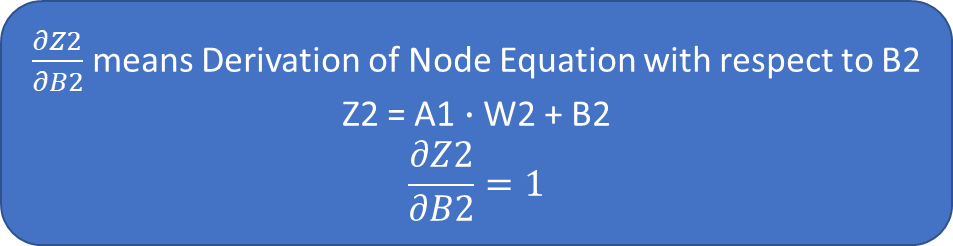 ∂Z2/∂B2 means Derivation of Node Equation with respect to B2
Z2 = A1 · W2 + B2
∂Z2/∂B2 = 1